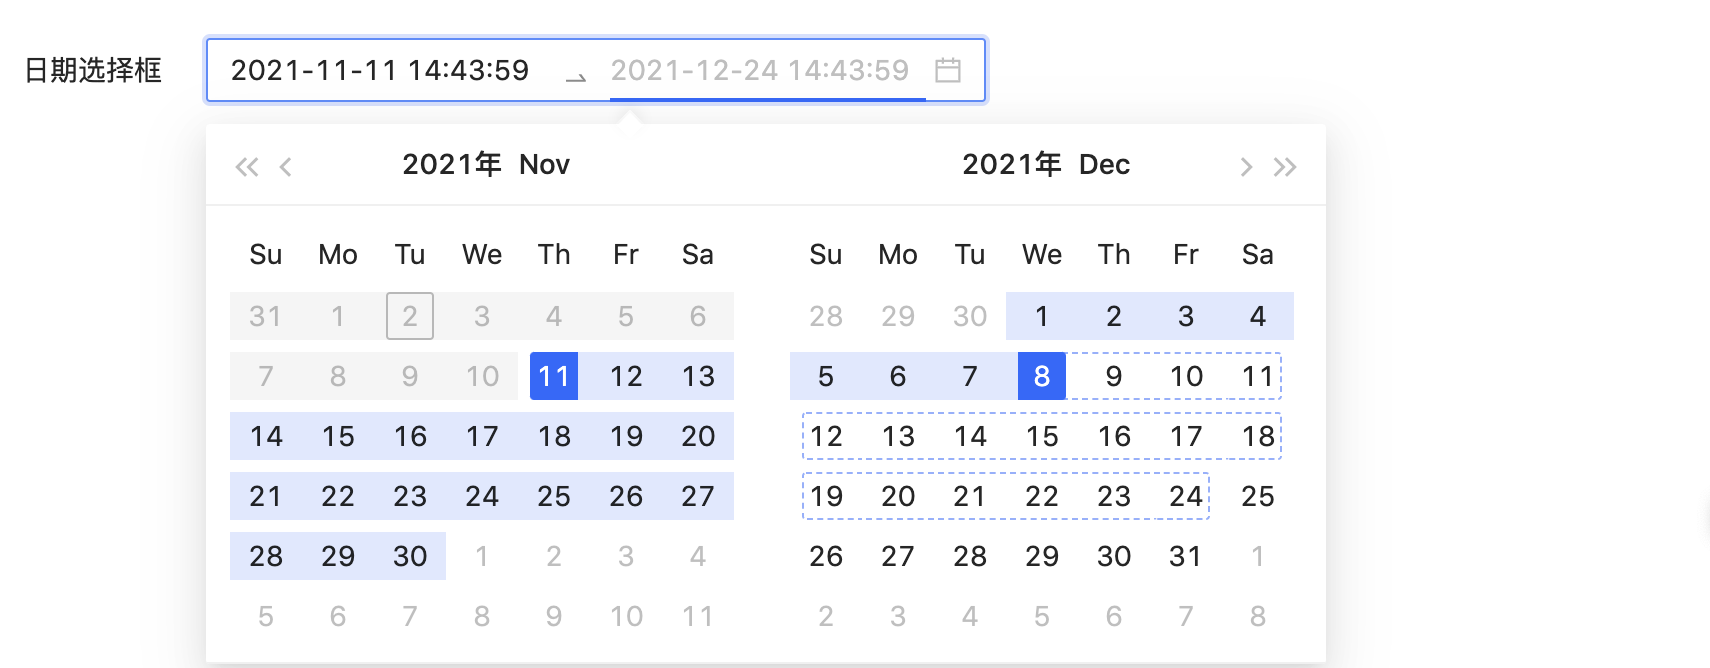 日期选择框 2021-11-11 14:43:59 → 2021-12-24 14:43:59
« ‹ 2021年 Nov 2021年 Dec › »
Su Mo Tu We Th Fr Sa Su Mo Tu We Th Fr Sa
31 1 2 3 4 5 6 28 29 30 1 2 3 4
7 8 9 10 11 12 13 5 6 7 8 9 10 11
14 15 16 17 18 19 20 12 13 14 15 16 17 18
21 22 23 24 25 26 27 19 20 21 22 23 24 25
28 29 30 1 2 3 4 26 27 28 29 30 31 1
5 6 7 8 9 10 11 2 3 4 5 6 7 8